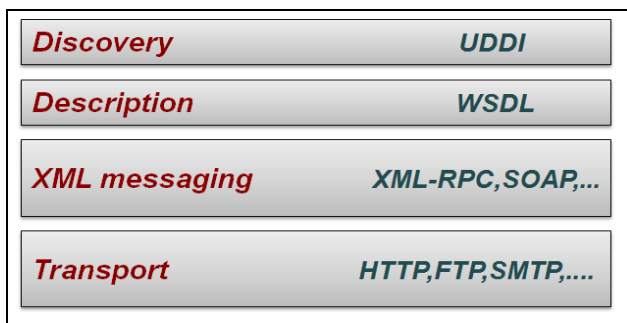 Discovery UDDI
Description WSDL
XML messaging XML-RPC,SOAP,...
Transport HTTP,FTP,SMTP,....